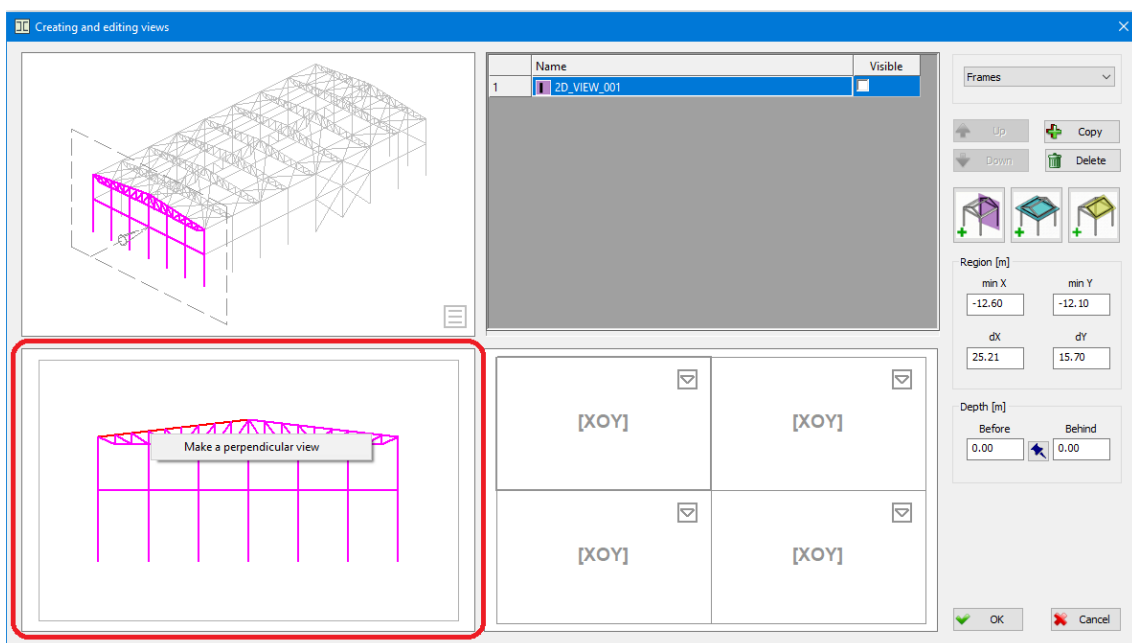 Creating and editing views
Name Visible
1 2D_VIEW_001
Frames
Up Copy
Down Delete
Region [m]
min X min Y
-12.60 -12.10
dX dY
25.21 15.70
Depth [m]
Before Behind
0.00 0.00
Make a perpendicular view
[XOY] [XOY]
[XOY] [XOY]
OK Cancel